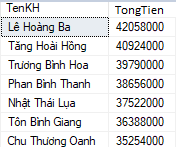 TenKH TongTien
Lê Hoàng Ba 42058000
Tăng Hoài Hồng 40924000
Trương Bình Hoa 39790000
Phan Bình Thanh 38656000
Nhật Thái Lụa 37522000
Tôn Bình Giang 36388000
Chu Thương Oanh 35254000